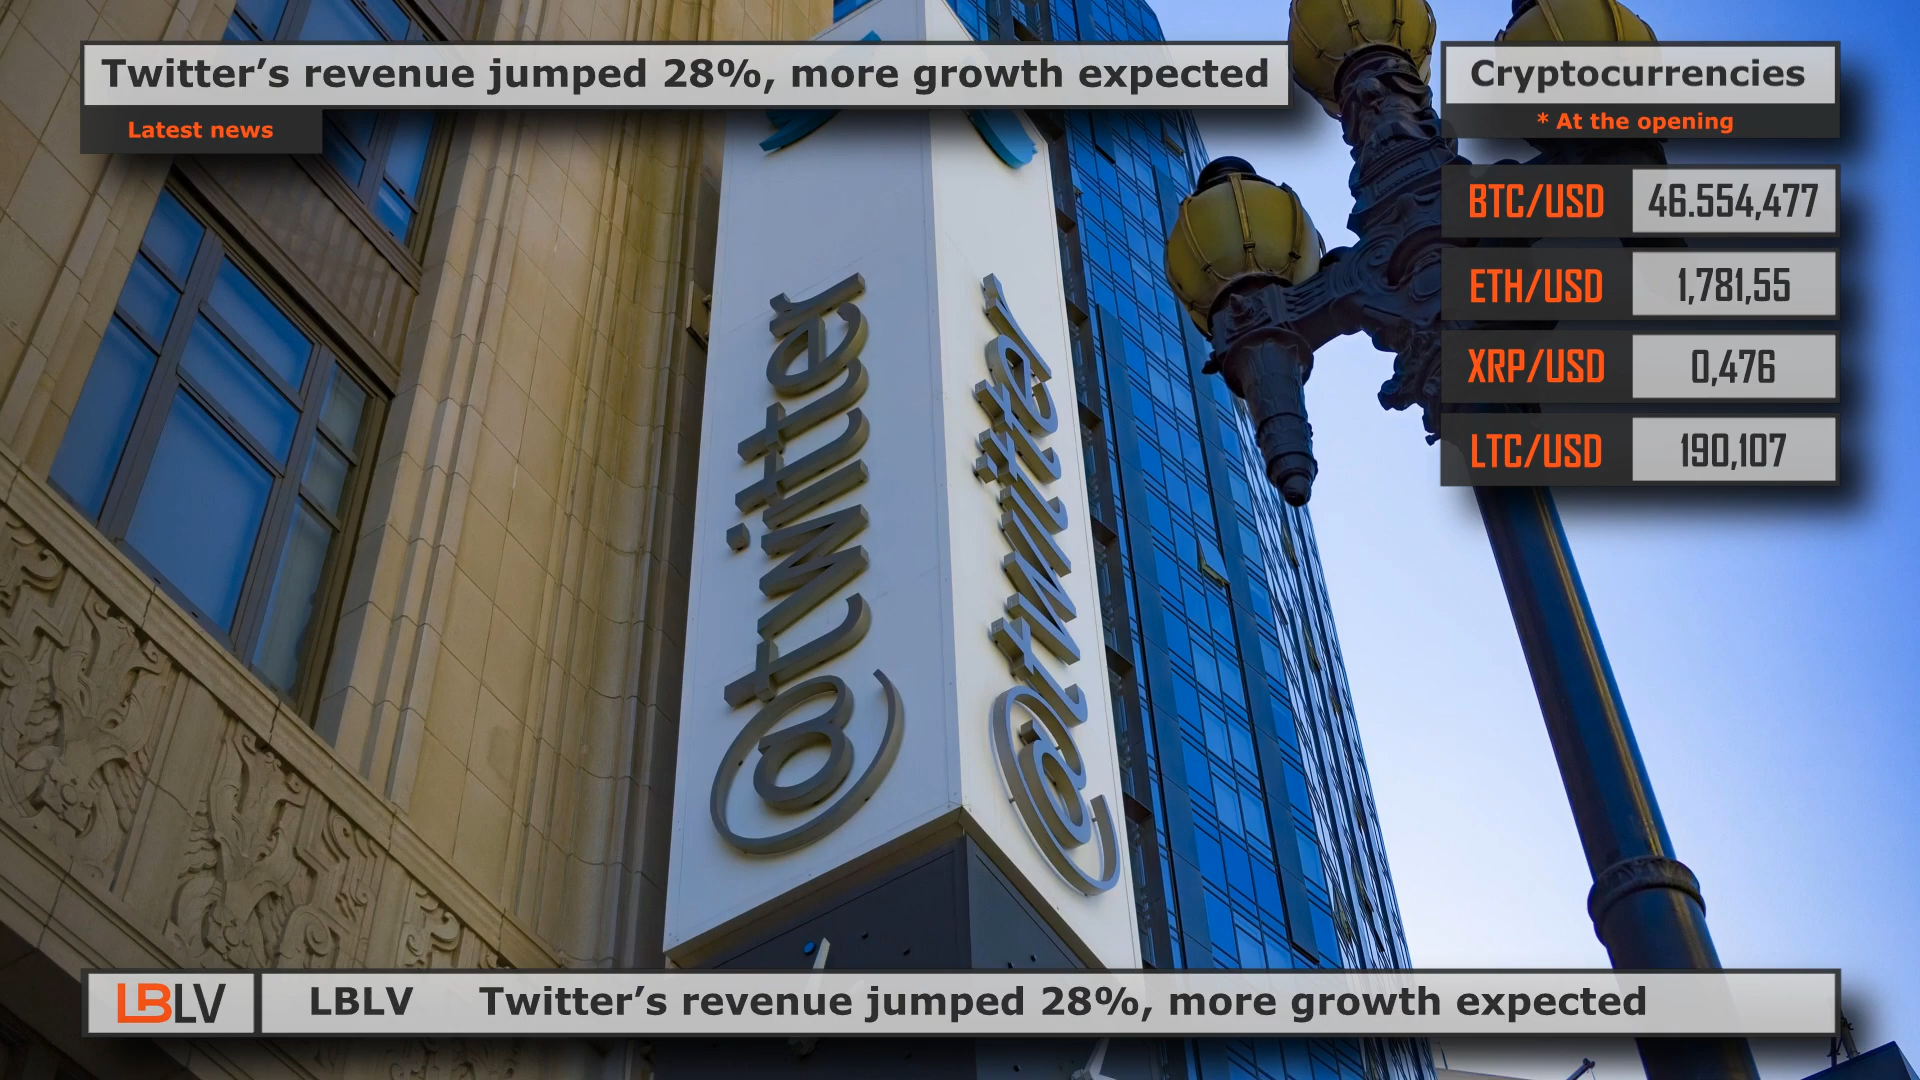 Twitter’s revenue jumped 28%, more growth expected
Latest news
Cryptocurrencies
* At the opening
BTC/USD 46.554,477
ETH/USD 1,781,55
XRP/USD 0,476
LTC/USD 190,107
@twitter
@twitter
LBLV LBLV Twitter’s revenue jumped 28%, more growth expected